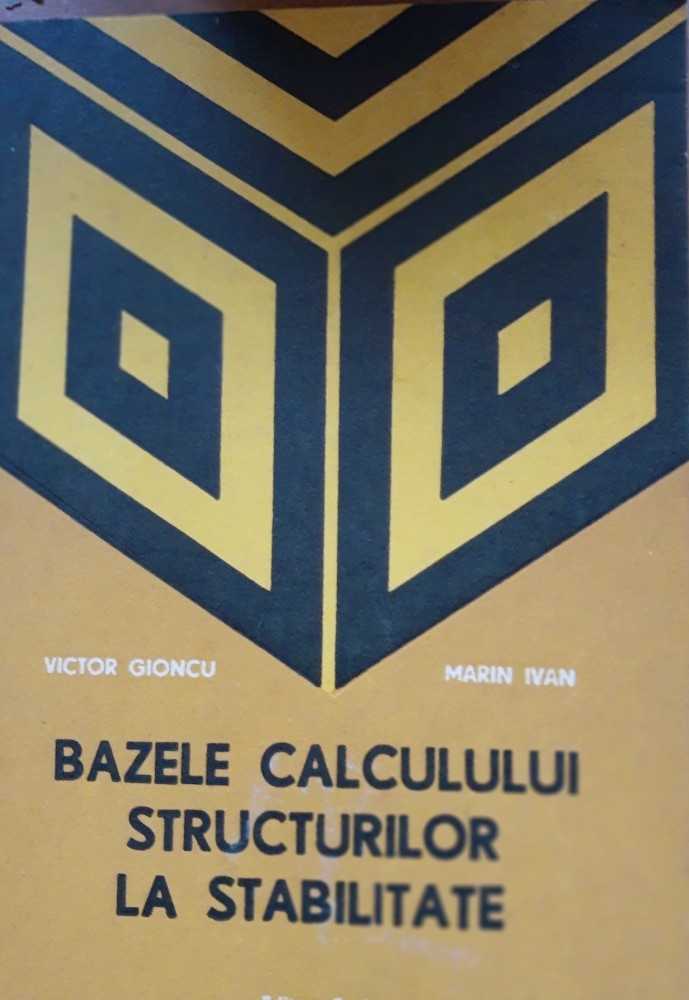 VICTOR GIONCU
MARIN IVAN
BAZELE CALCULULUI
STRUCTURILOR
LA STABILITATE